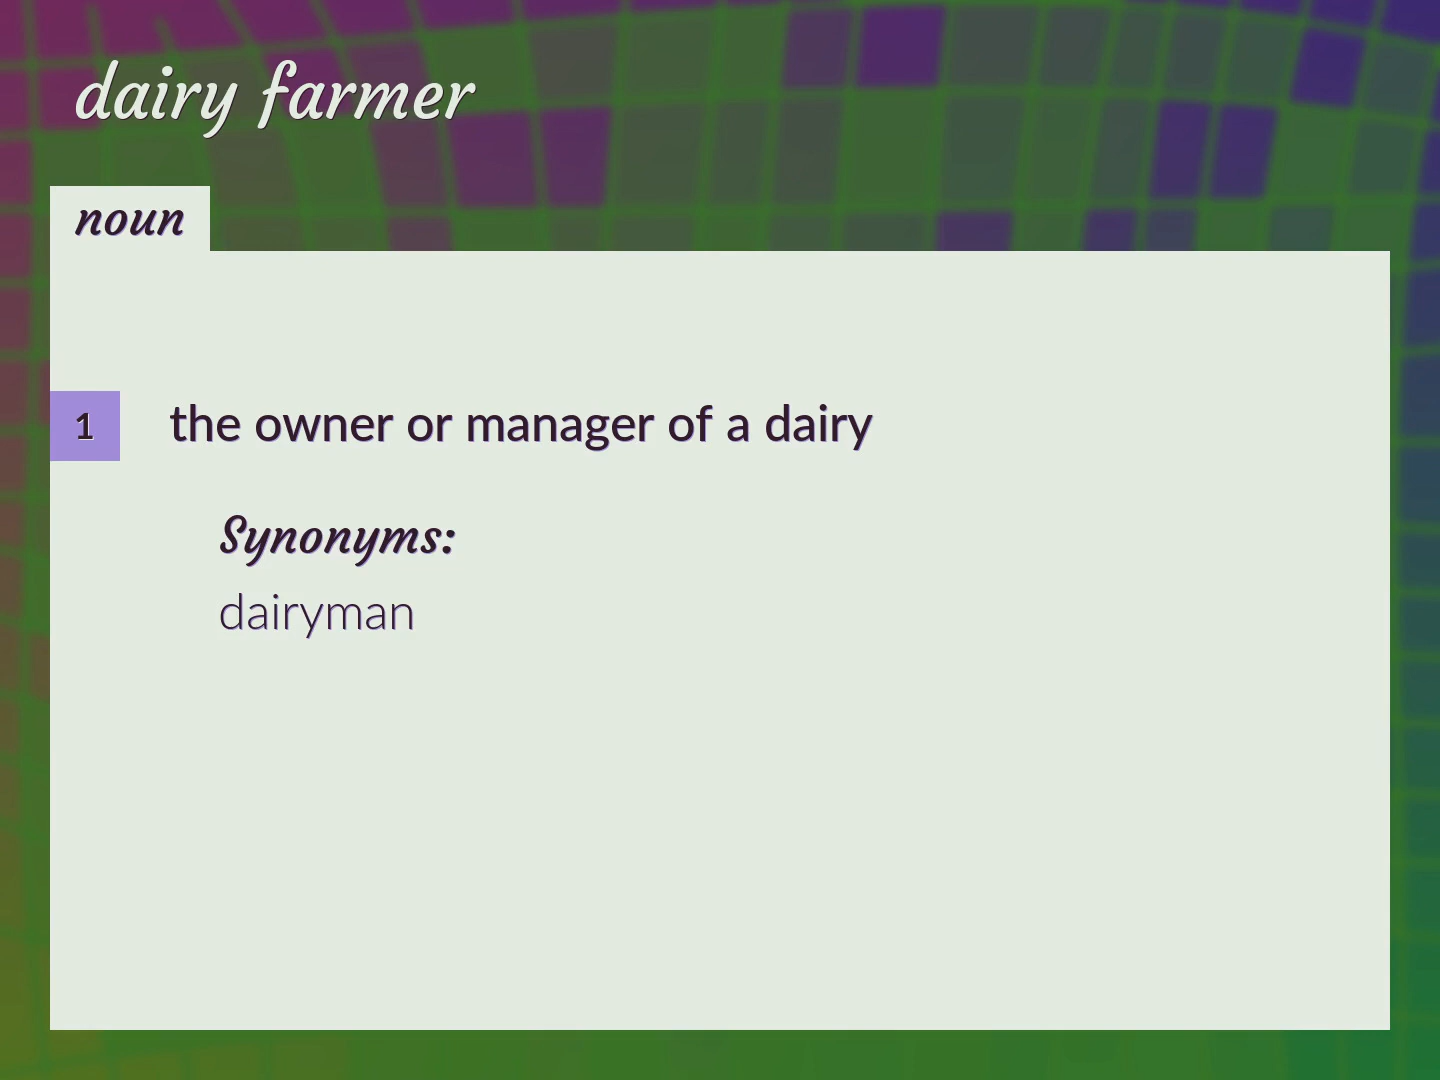 dairy farmer
noun
1
the owner or manager of a dairy
Synonyms:
dairyman